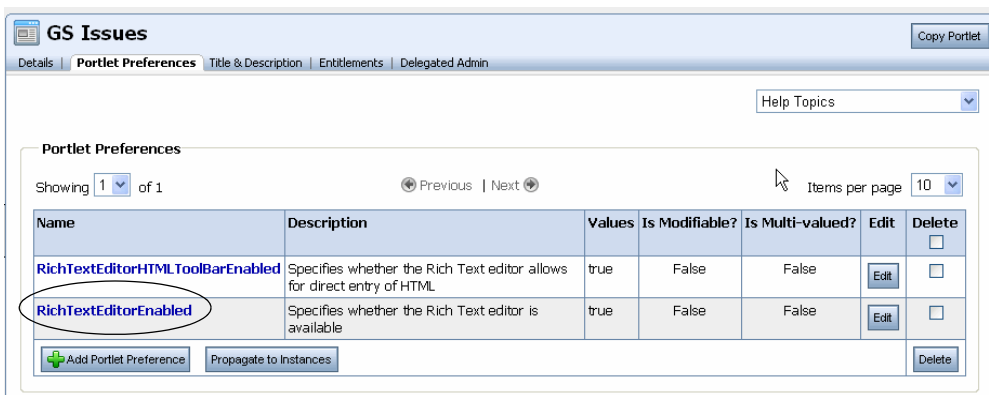 GS Issues
Copy Portlet
Details | Portlet Preferences Title & Description | Entitlements | Delegated Admin
Help Topics
Portlet Preferences
Showing 1 of 1 Previous | Next Items per page 10
Name Description Values Is Modifiable? Is Multi-valued? Edit Delete
RichTextEditorHTMLToolBarEnabled Specifies whether the Rich Text editor allows true False False Edit
for direct entry of HTML
RichTextEditorEnabled Specifies whether the Rich Text editor is true False False Edit
available
Add Portlet Preference Propagate to Instances Delete